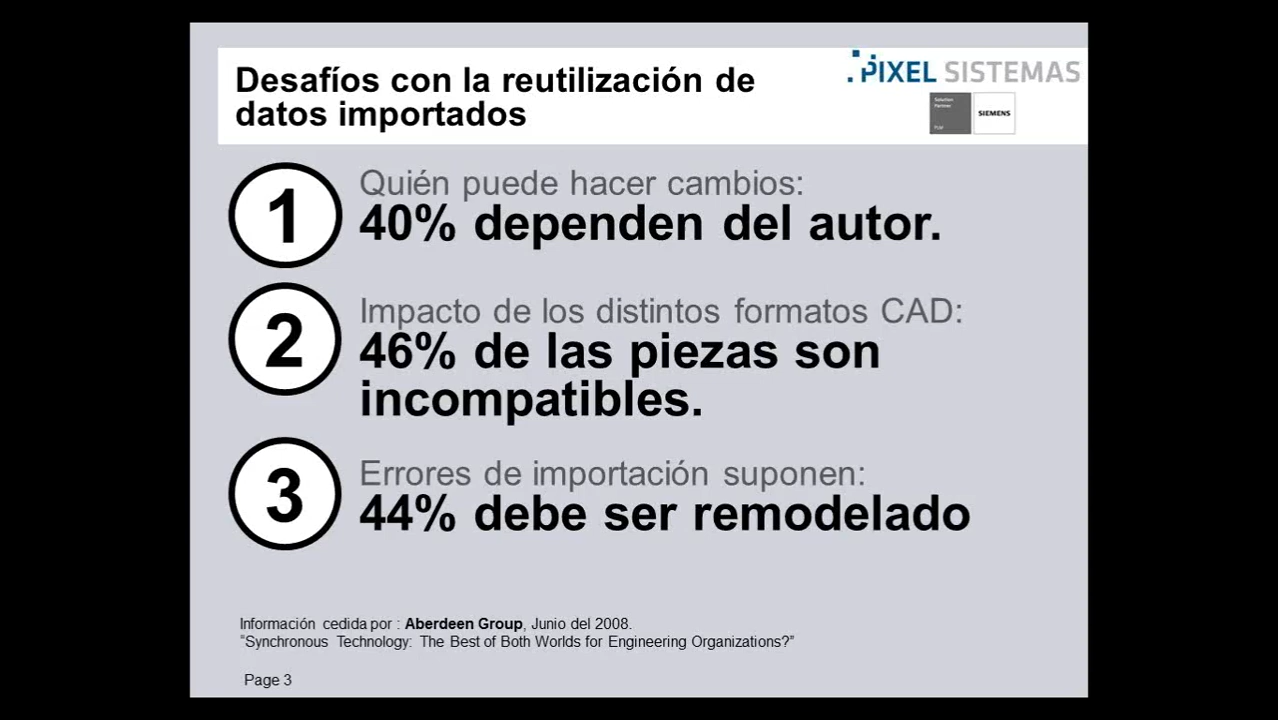 Desafíos con la reutilización de
datos importados
PIXEL SISTEMAS
Solution
Partner
PLM
SIEMENS
1
Quién puede hacer cambios:
40% dependen del autor.
2
Impacto de los distintos formatos CAD:
46% de las piezas son
incompatibles.
3
Errores de importación suponen:
44% debe ser remodelado
Información cedida por : Aberdeen Group, Junio del 2008.
“Synchronous Technology: The Best of Both Worlds for Engineering Organizations?”
Page 3